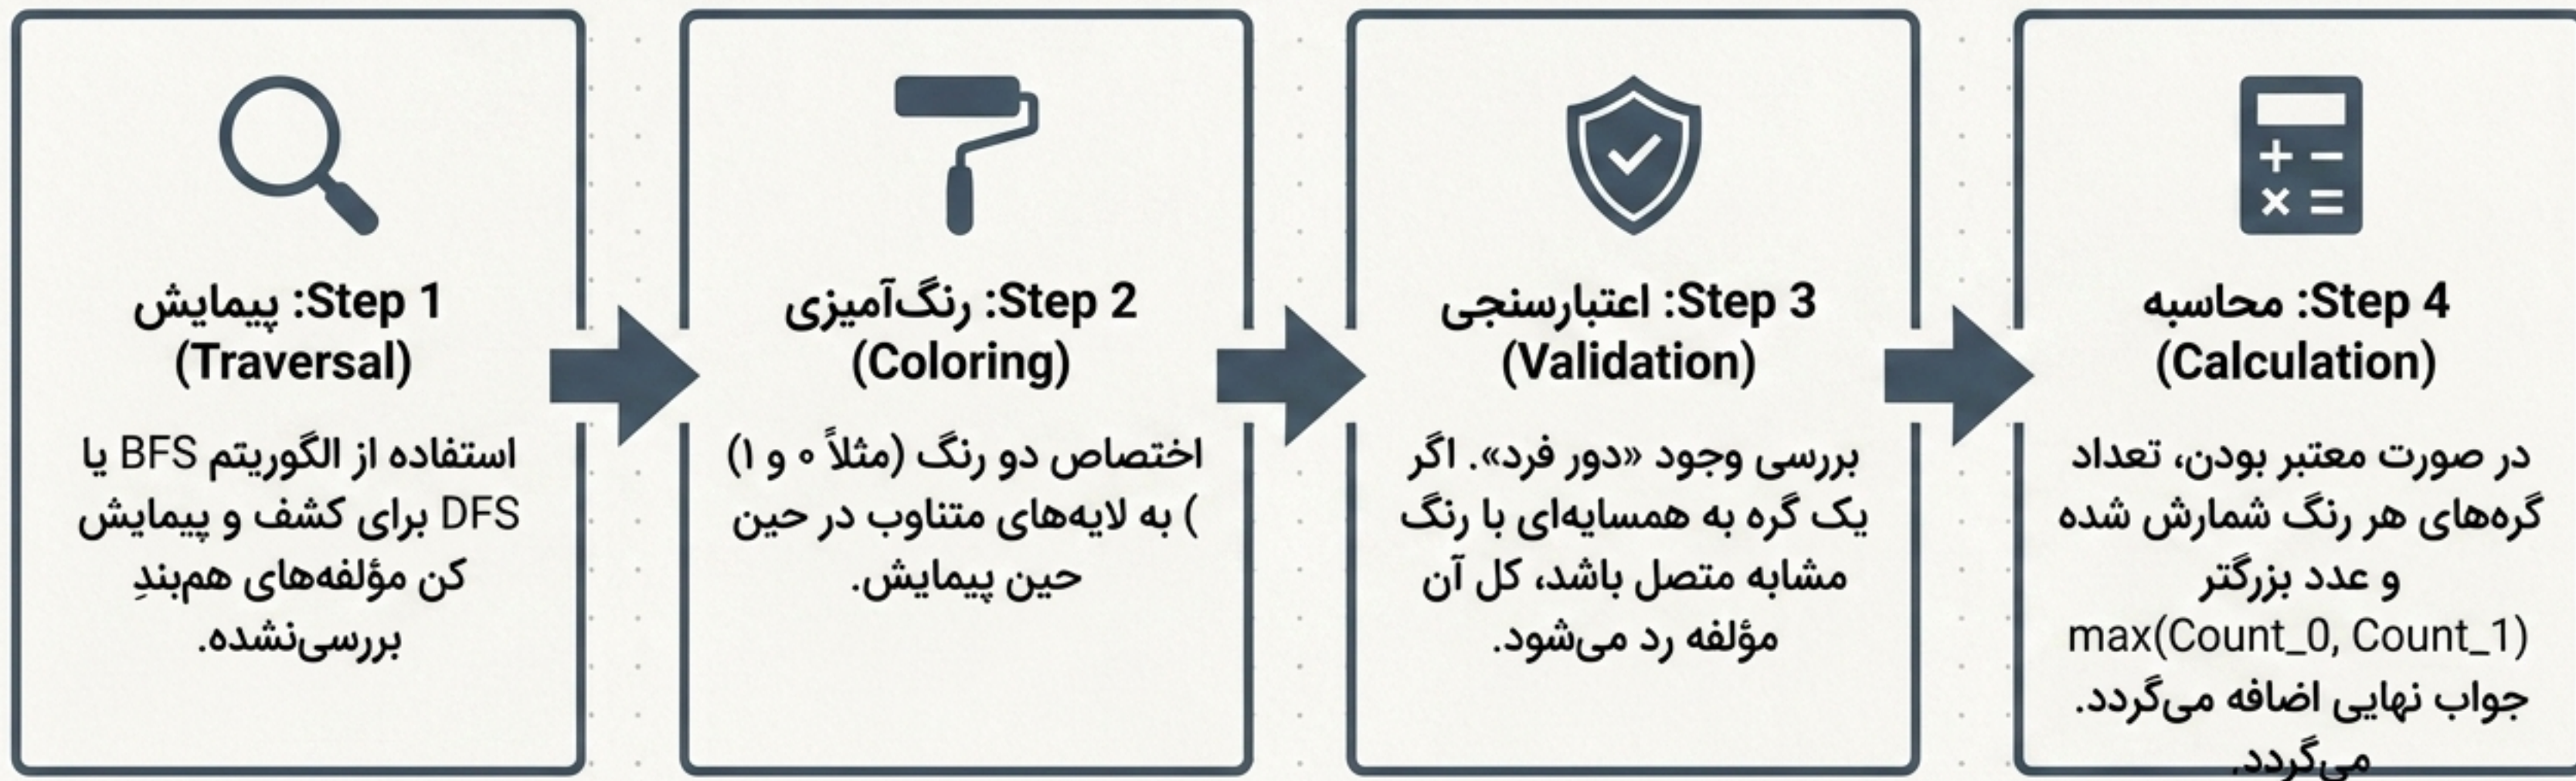 Step 1: پیمایش
(Traversal)
استفاده از الگوریتم BFS یا
DFS برای کشف و پیمایش
کن مؤلفه‌های هم‌بندِ
بررسی‌نشده.
Step 2: رنگ‌آمیزی
(Coloring)
اختصاص دو رنگ (مثلاً ۰ و ۱)
) به لایه‌های متناوب در حین
حین پیمایش.
Step 3: اعتبارسنجی
(Validation)
بررسی وجود «دور فرد». اگر
یک گره به همسایه‌ای با رنگ
مشابه متصل باشد، کل آن
مؤلفه رد می‌شود.
Step 4: محاسبه
(Calculation)
در صورت معتبر بودن، تعداد
گره‌های هر رنگ شمارش شده
و عدد بزرگتر
max(Count_0, Count_1)
جواب نهایی اضافه می‌گردد.
می‌گردد.